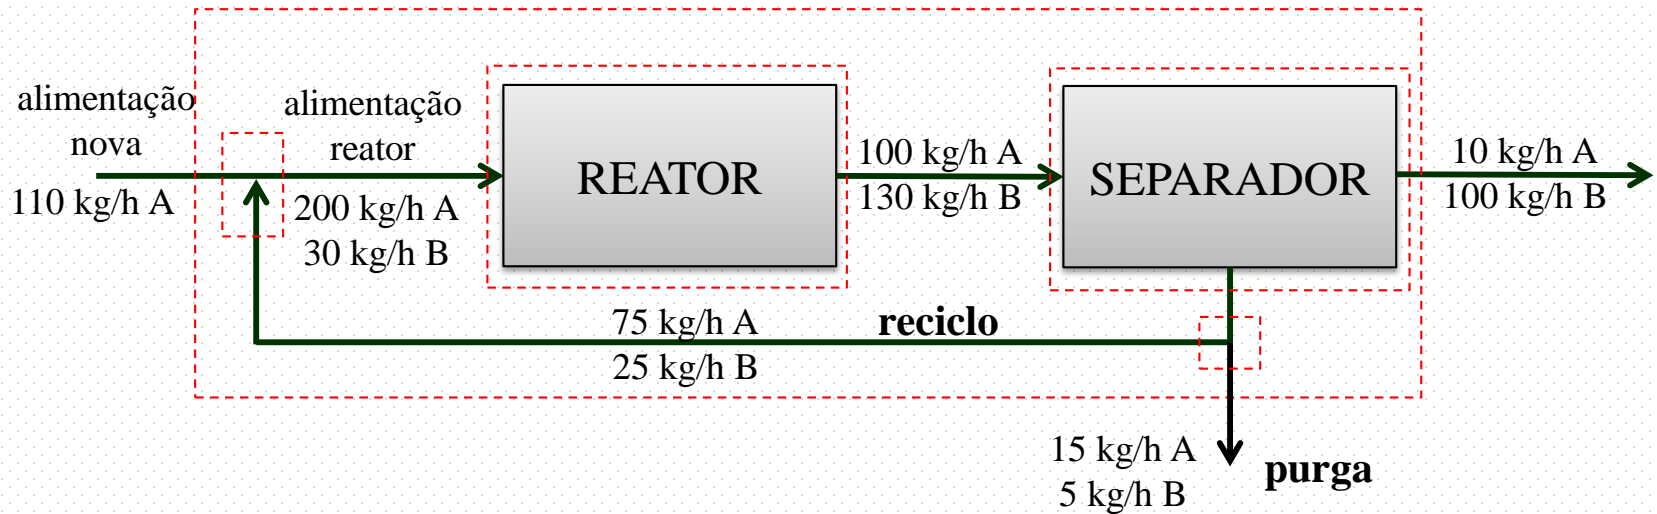 alimentação
nova
110 kg/h A
alimentação
reator
200 kg/h A
30 kg/h B
REATOR
100 kg/h A
130 kg/h B
SEPARADOR
10 kg/h A
100 kg/h B
75 kg/h A
25 kg/h B
reciclo
15 kg/h A
5 kg/h B
purga